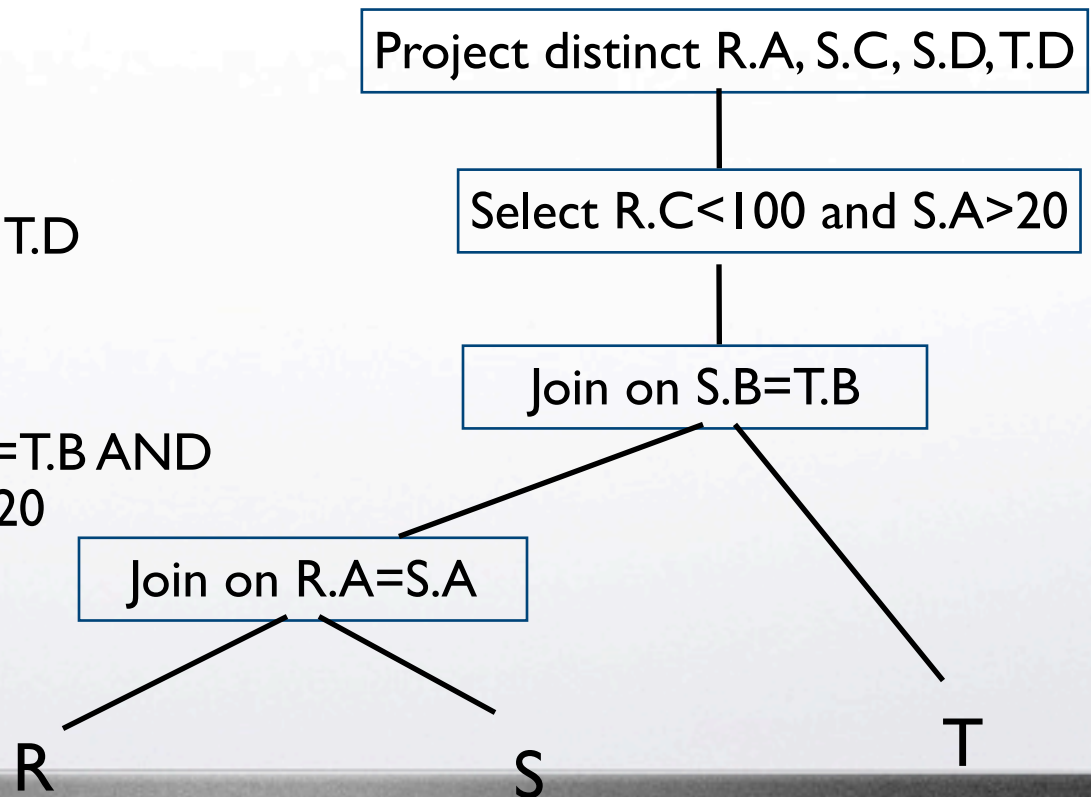 Project distinct R.A, S.C, S.D, T.D
T.D
Select R.C<100 and S.A>20
Join on S.B=T.B
=T.B AND
20
Join on R.A=S.A
R
S
T